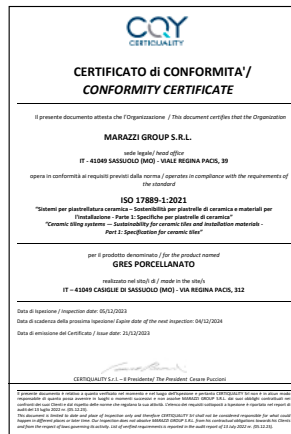 CQY
CERTIQUALITY
CERTIFICATO di CONFORMITA'/
CONFORMITY CERTIFICATE
Il presente documento attesta che l'Organizzazione / This document certifies that the Organization
MARAZZI GROUP S.R.L.
sede legale/ head office
IT - 41049 SASSUOLO (MO) - VIALE REGINA PACIS, 39
opera in conformità ai requisiti previsti dalla norma / operates in compliance with the requirements of
the standard
ISO 17889-1:2021
"Sistemi per piastrellatura ceramica – Sostenibilità per piastrelle di ceramica e materiali per
l'installazione - Parte 1: Specifiche per piastrelle di ceramica"
"Ceramic tiling systems — Sustainability for ceramic tiles and installation materials -
Part 1: Specification for ceramic tiles"
per il prodotto denominato / for the product named
GRES PORCELLANATO
realizzato nel sito/i di / made in the site/s
IT – 41049 CASIGLIE DI SASSUOLO (MO) - VIA REGINA PACIS, 312
Data di Ispezione / Inspection date: 05/12/2023
Data di scadenza della prossima ispezione/ Expire date of the next inspection: 04/12/2024
Data di emissione del Certificato / Issue date: 21/12/2023
CERTIQUALITY S.r.l. – Il Presidente/ The President Cesare Puccioni